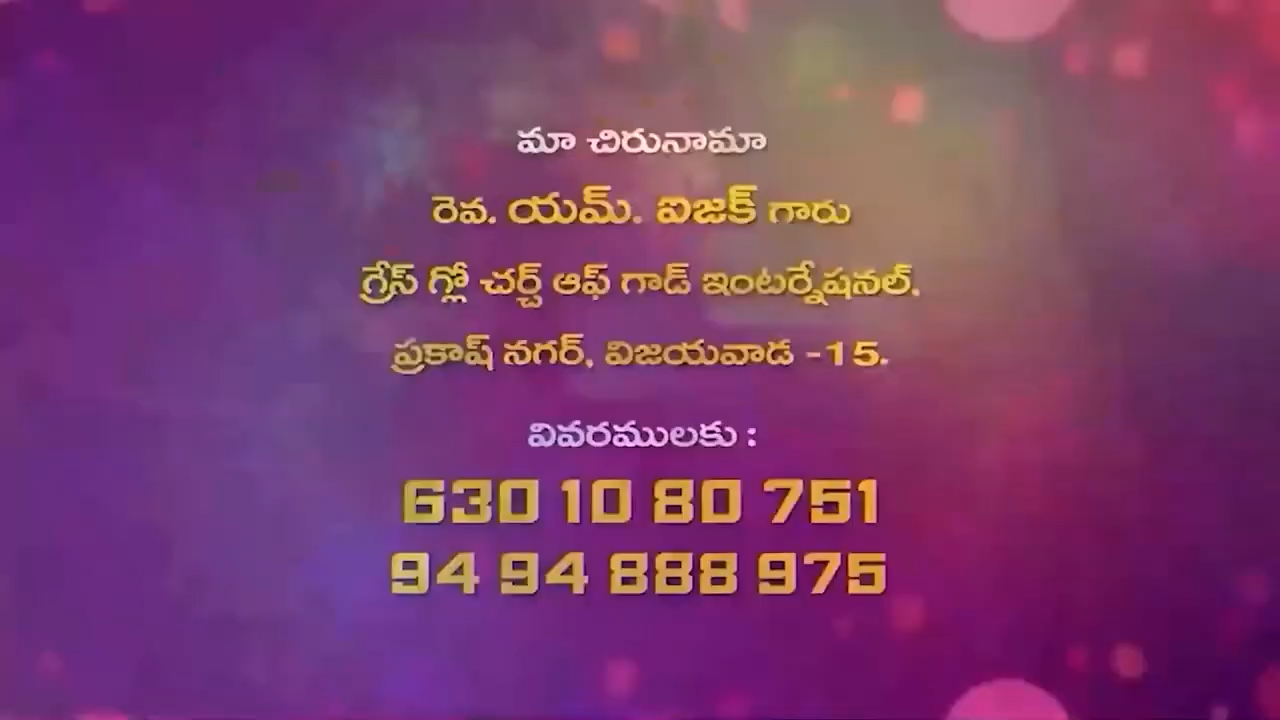 మా చిరునామా
రెవ. యమ్. ఐజక్ గారు
గ్రేస్ గ్లో చర్చ్ ఆఫ్ గాడ్ ఇంటర్నేషనల్.
ప్రకాష్ నగర్, విజయవాడ -15.
వివరములకు :
630 10 80 751
94 94 888 975